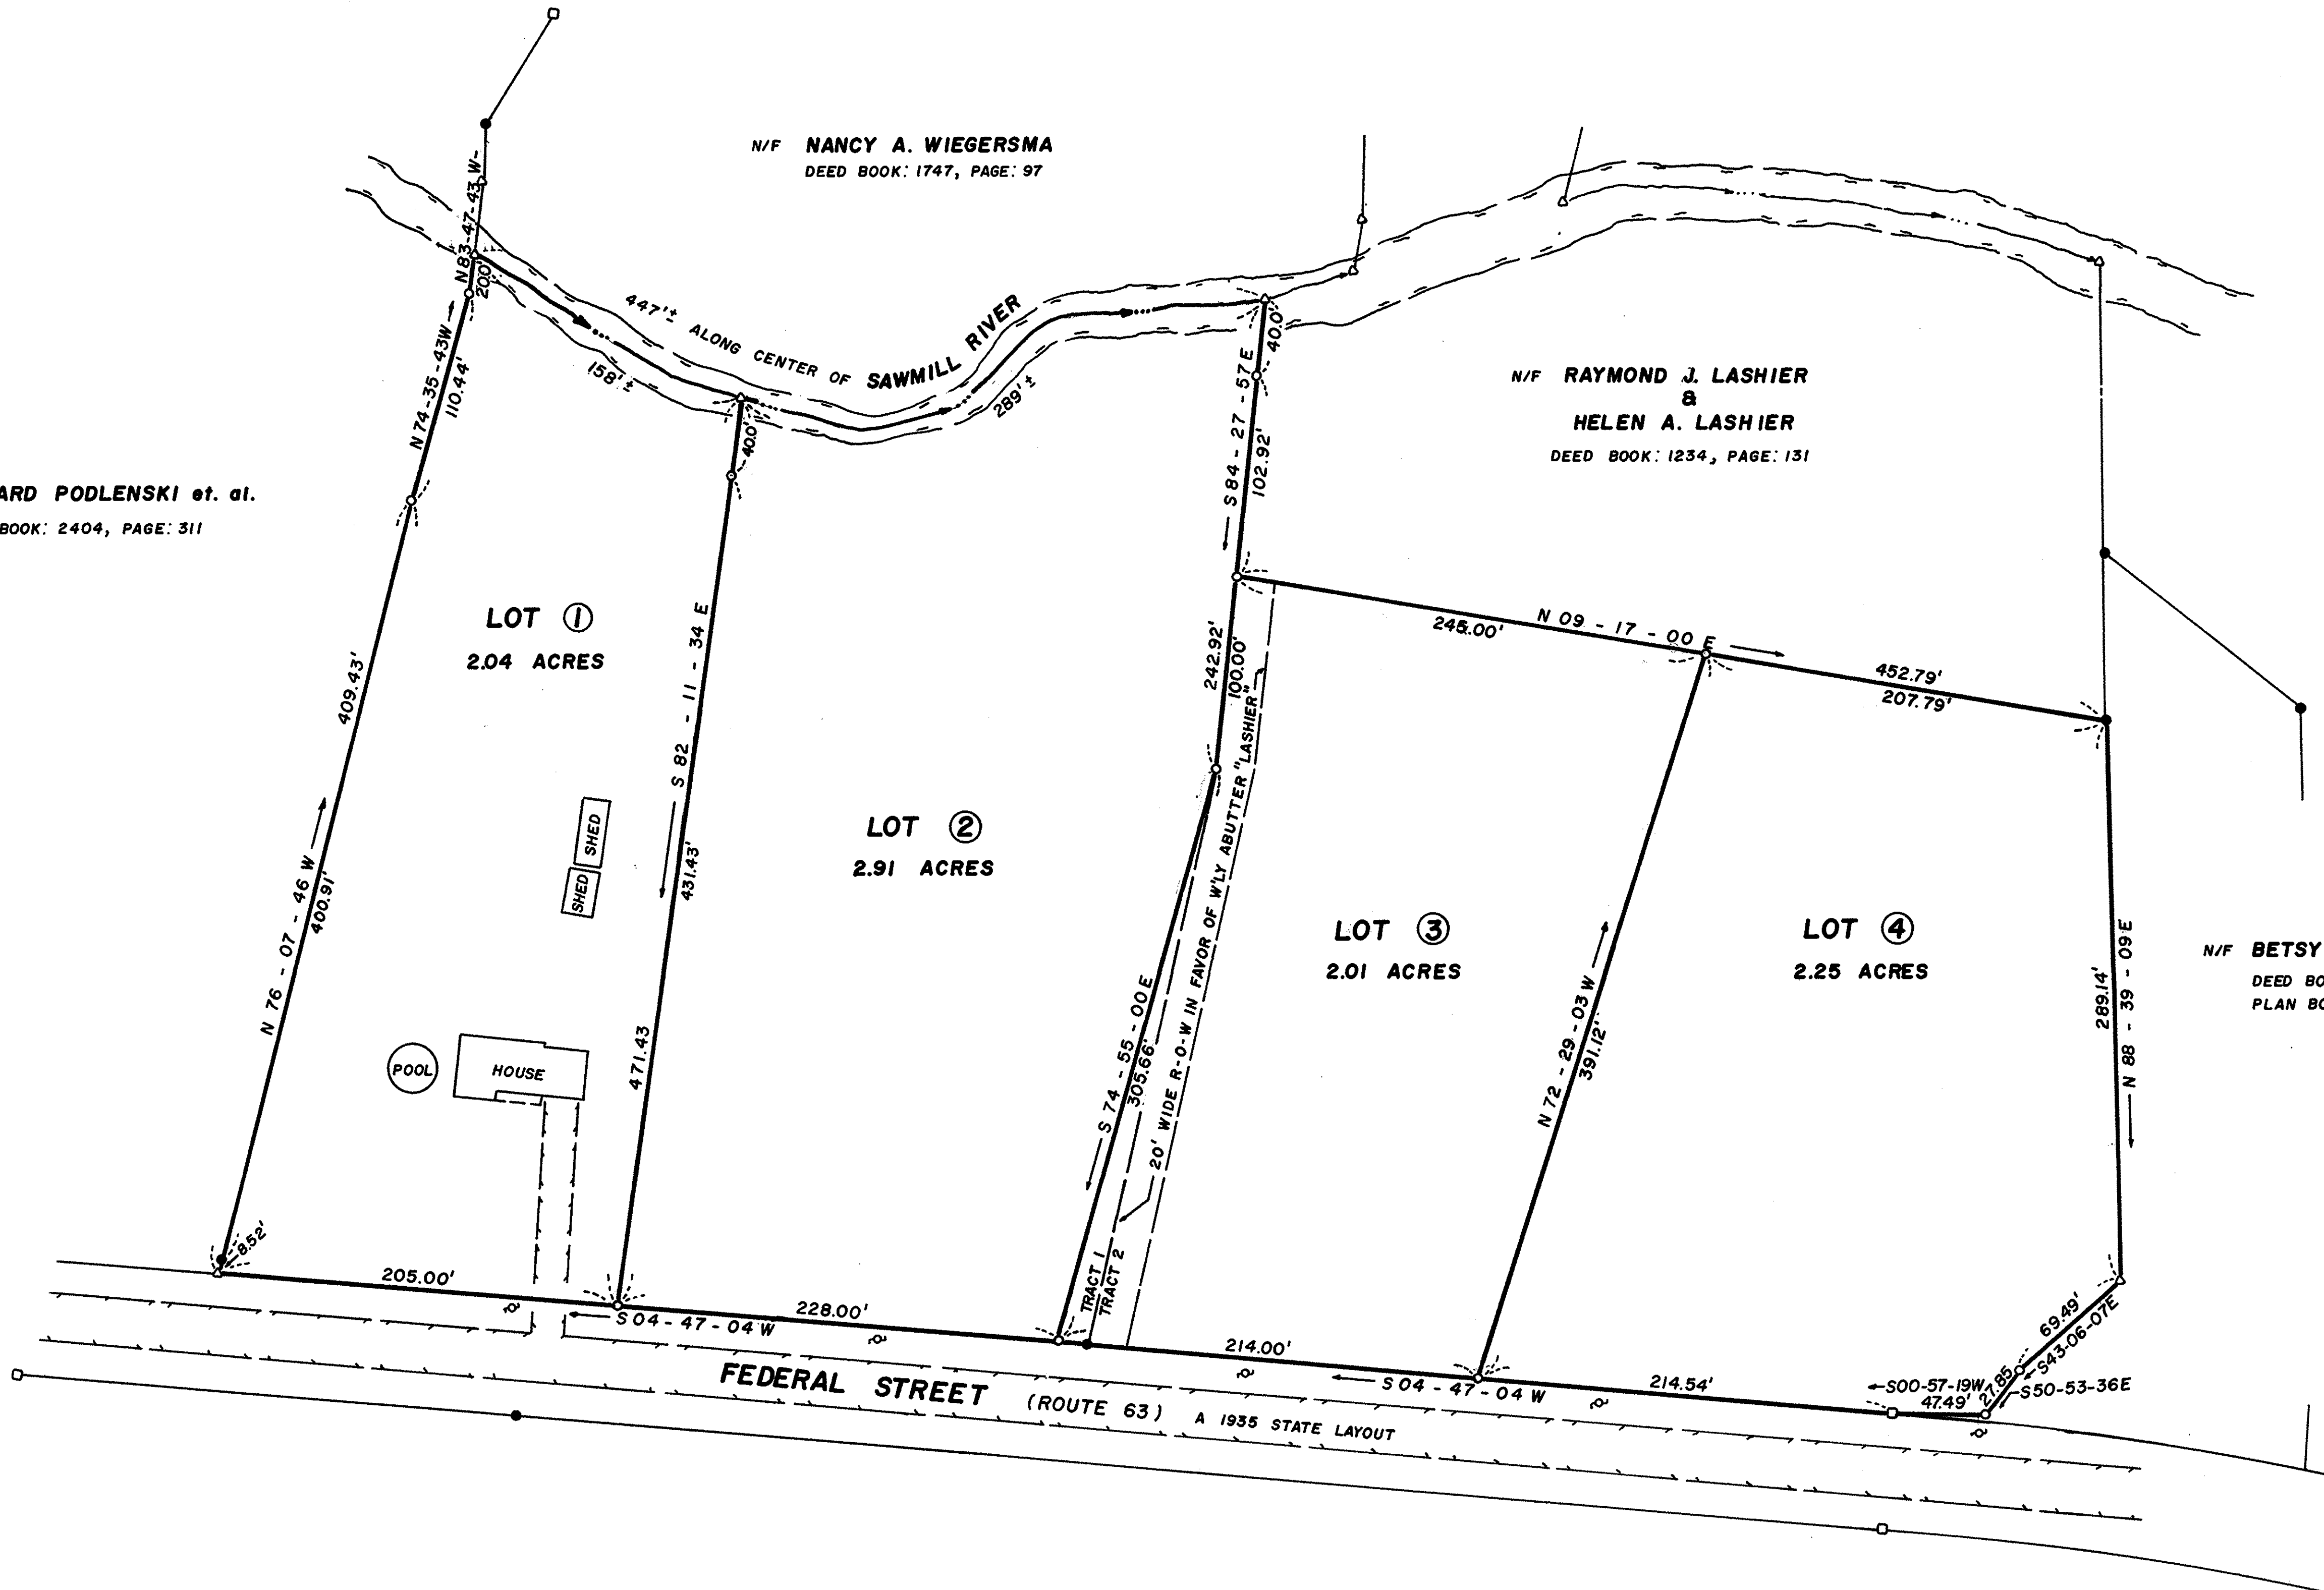 N/F NANCY A. WIEGERSMA
DEED BOOK: 1747, PAGE: 97
N 83-47-43 W-
20.0'
N 74-35-43W
110.44'
447'± ALONG CENTER OF SAWMILL RIVER
158'±
289'±
40.0'
40.0'
S 84 - 27 - 57 E
102.92'
N/F RAYMOND J. LASHIER
&
HELEN A. LASHIER
DEED BOOK: 1234, PAGE: 131
ARD PODLENSKI et. al.
BOOK: 2404, PAGE: 311
LOT 1
2.04 ACRES
409.43'
N 76 - 07 - 46 W
400.91'
S 82 - 11 - 34 E
431.43'
471.43
SHED
SHED
POOL
HOUSE
LOT 2
2.91 ACRES
242.92'
100.00'
S 74 - 55 - 00 E
305.66'
20' WIDE R-O-W IN FAVOR OF W'LY ABUTTER "LASHIER"
TRACT 1
TRACT 2
N 09 - 17 - 00 E
245.00'
452.79'
207.79'
LOT 3
2.01 ACRES
N 72 - 29 - 03 W
391.12'
LOT 4
2.25 ACRES
289.14'
N 88 - 39 - 09 E
N/F BETSY
DEED BO
PLAN BO
8.52'
205.00'
S 04 - 47 - 04 W
228.00'
214.00'
S 04 - 47 - 04 W
214.54'
S00-57-19W
47.49'
27.85
S50-53-36E
69.49'
S43-06-07E
FEDERAL STREET (ROUTE 63) A 1935 STATE LAYOUT